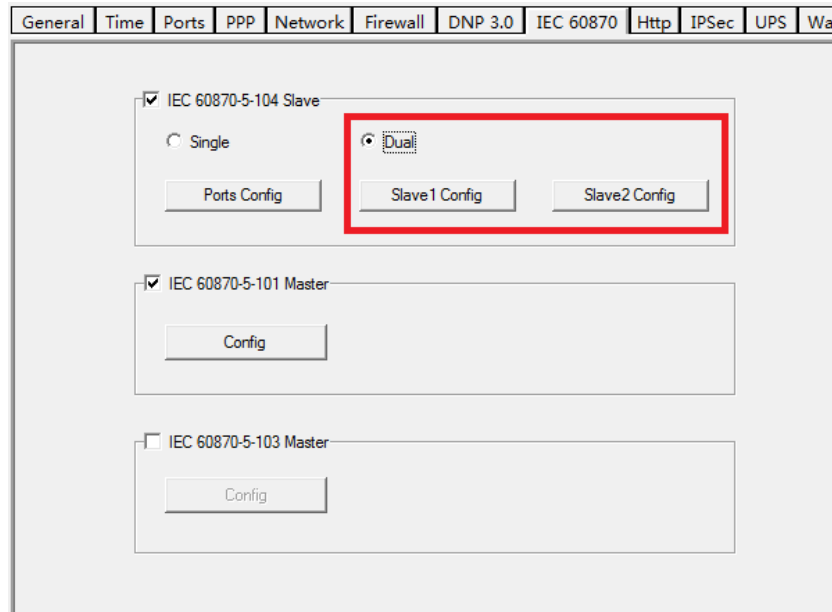 General Time Ports PPP Network Firewall DNP 3.0 IEC 60870 Http IPSec UPS Wa
IEC 60870-5-104 Slave
Single Dual
Ports Config Slave1 Config Slave2 Config
IEC 60870-5-101 Master
Config
IEC 60870-5-103 Master
Config